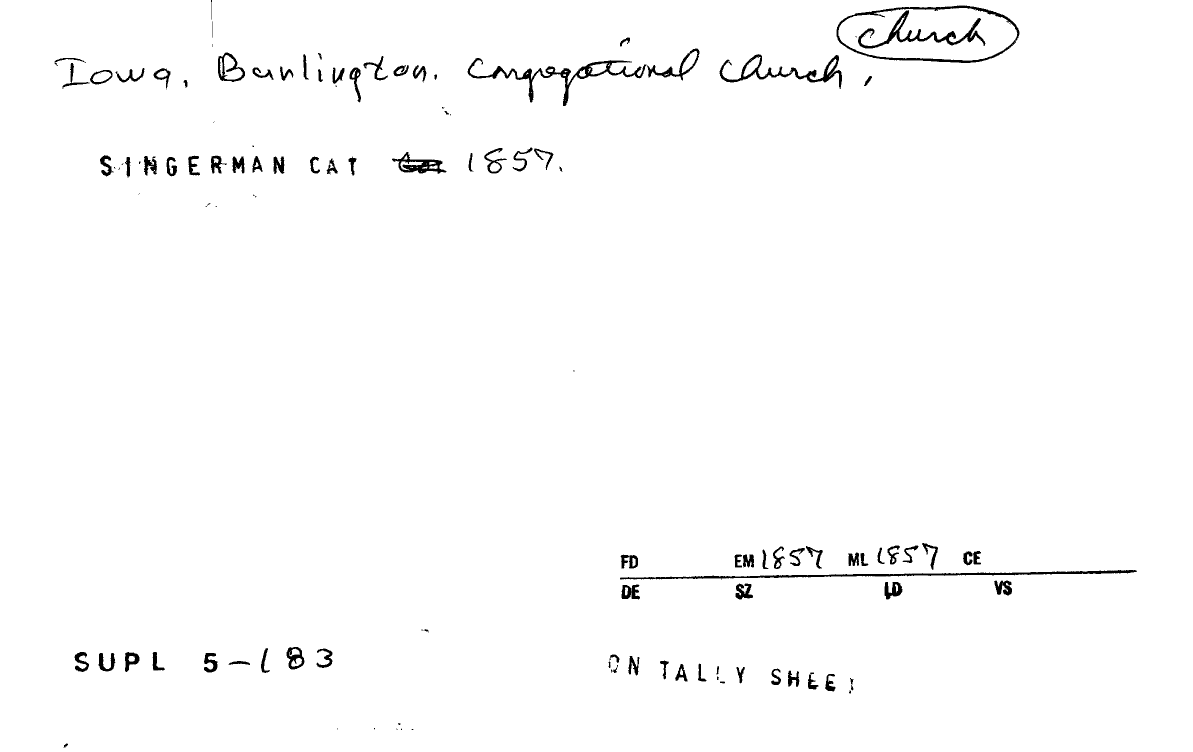 church
Iowa, Burlington. Congregational Church,
SINGERMAN CAT 1857.
FD EM 1857 ML 1857 CE
DE SZ LD VS
SUPL 5-183
ON TALLY SHEET